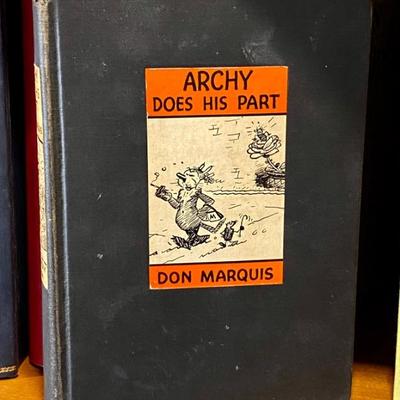 ARCHY
DOES HIS PART
M
DON MARQUIS